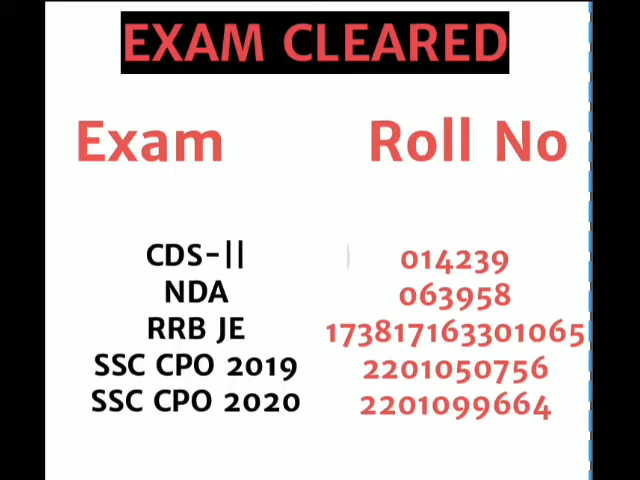 EXAM CLEARED
Exam Roll No
CDS-|| 014239
NDA 063958
RRB JE 173817163301065
SSC CPO 2019 2201050756
SSC CPO 2020 2201099664